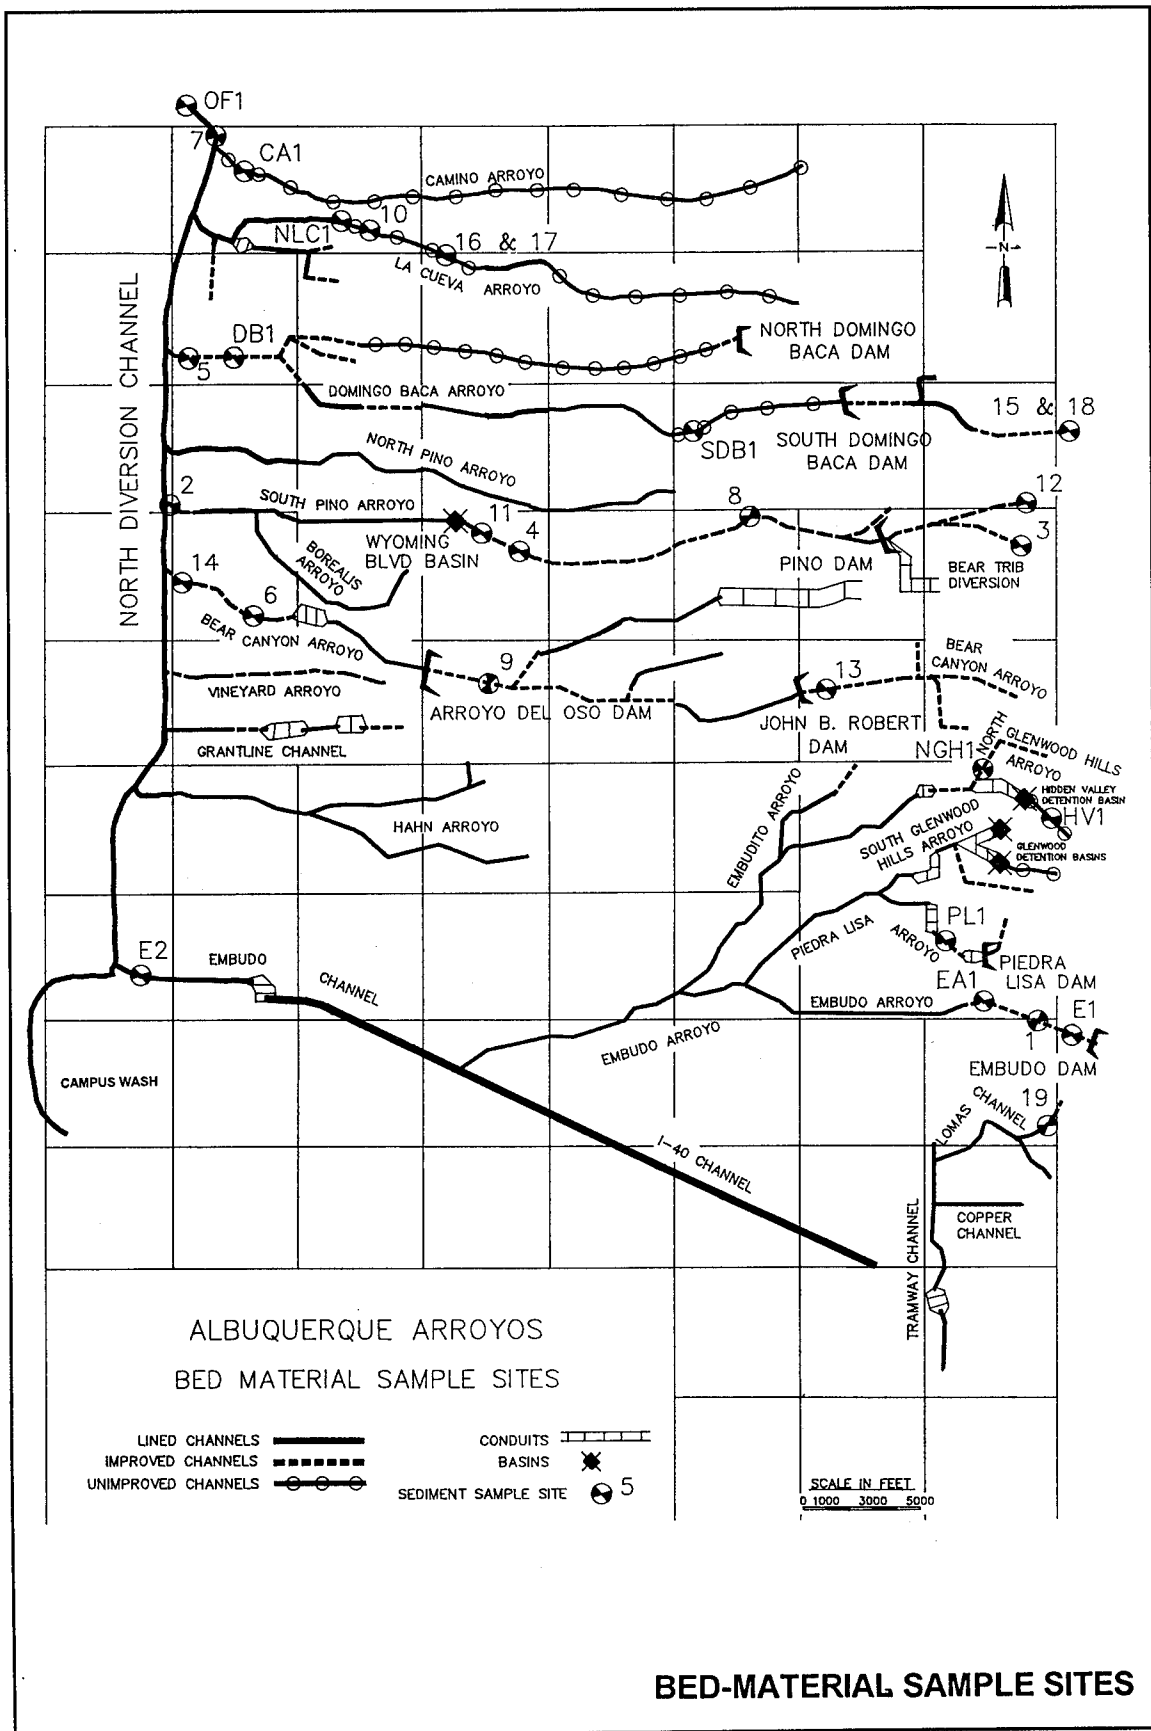 OF1
7
CA1
CAMINO ARROYO
10
NLC1
16 & 17
LA CUEVA ARROYO
N
NORTH DIVERSION CHANNEL
DB1
5
NORTH DOMINGO
BACA DAM
DOMINGO BACA ARROYO
15 & 18
SDB1
SOUTH DOMINGO
BACA DAM
NORTH PINO ARROYO
2
SOUTH PINO ARROYO
8
12
11
4
3
WYOMING
BLVD BASIN
BOREALIS
ARROYO
PINO DAM
BEAR TRIB
DIVERSION
14
6
BEAR CANYON ARROYO
9
BEAR
CANYON ARROYO
13
VINEYARD ARROYO
ARROYO DEL OSO DAM
JOHN B. ROBERT
DAM
GRANTLINE CHANNEL
NGH1
NORTH
GLENWOOD HILLS
ARROYO
HIDDEN VALLEY
DETENTION BASIN
HV1
HAHN ARROYO
EMBUDITO ARROYO
SOUTH GLENWOOD
HILLS ARROYO
GLENWOOD
DETENTION BASINS
PL1
PIEDRA LISA
ARROYO
PIEDRA
LISA DAM
E2
EMBUDO
CHANNEL
EA1
EMBUDO ARROYO
E1
1
EMBUDO ARROYO
EMBUDO DAM
CAMPUS WASH
19
LOMAS CHANNEL
I-40 CHANNEL
TRAMWAY CHANNEL
COPPER
CHANNEL
ALBUQUERQUE ARROYOS
BED MATERIAL SAMPLE SITES
LINED CHANNELS
IMPROVED CHANNELS
UNIMPROVED CHANNELS
CONDUITS
BASINS
SEDIMENT SAMPLE SITE 5
SCALE IN FEET
0 1000 3000 5000
BED-MATERIAL SAMPLE SITES